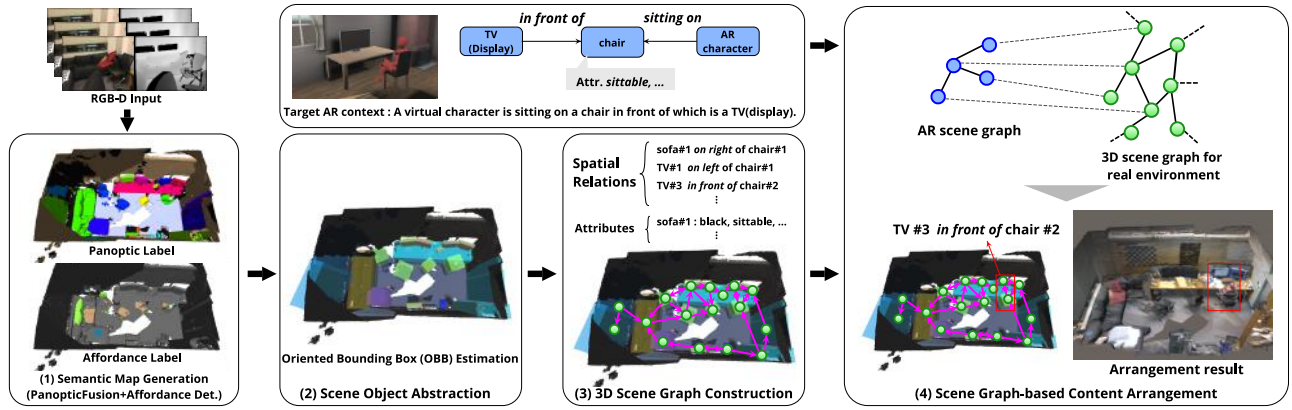 RGB-D Input
Panoptic Label
Affordance Label
(1) Semantic Map Generation
(PanopticFusion+Affordance Det.)
in front of
sitting on
TV
(Display)
chair
AR
character
Attr. sittable, ...
Target AR context : A virtual character is sitting on a chair in front of which is a TV(display).
Oriented Bounding Box (OBB) Estimation
(2) Scene Object Abstraction
Spatial
Relations
sofa#1 on right of chair#1
TV#1 on left of chair#1
TV#3 in front of chair#2
⋮
Attributes
sofa#1 : black, sittable, ...
⋮
(3) 3D Scene Graph Construction
AR scene graph
3D scene graph for
real environment
TV #3 in front of chair #2
Arrangement result
(4) Scene Graph-based Content Arrangement